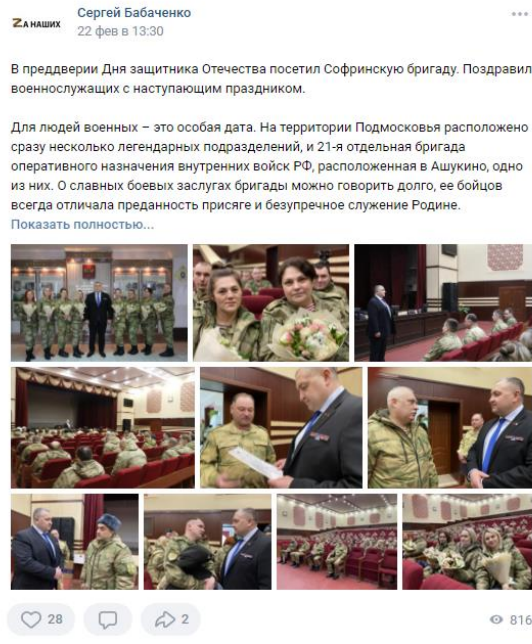 Сергей Бабаченко
ZА НАШИХ
22 фев в 13:30
В преддверии Дня защитника Отечества посетил Софринскую бригаду. Поздравил
военнослужащих с наступающим праздником.
Для людей военных – это особая дата. На территории Подмосковья расположено
сразу несколько легендарных подразделений, и 21-я отдельная бригада
оперативного назначения внутренних войск РФ, расположенная в Ашукино, одно
из них. О славных боевых заслугах бригады можно говорить долго, ее бойцов
всегда отличала преданность присяге и безупречное служение Родине.
Показать полностью...
28
2
816